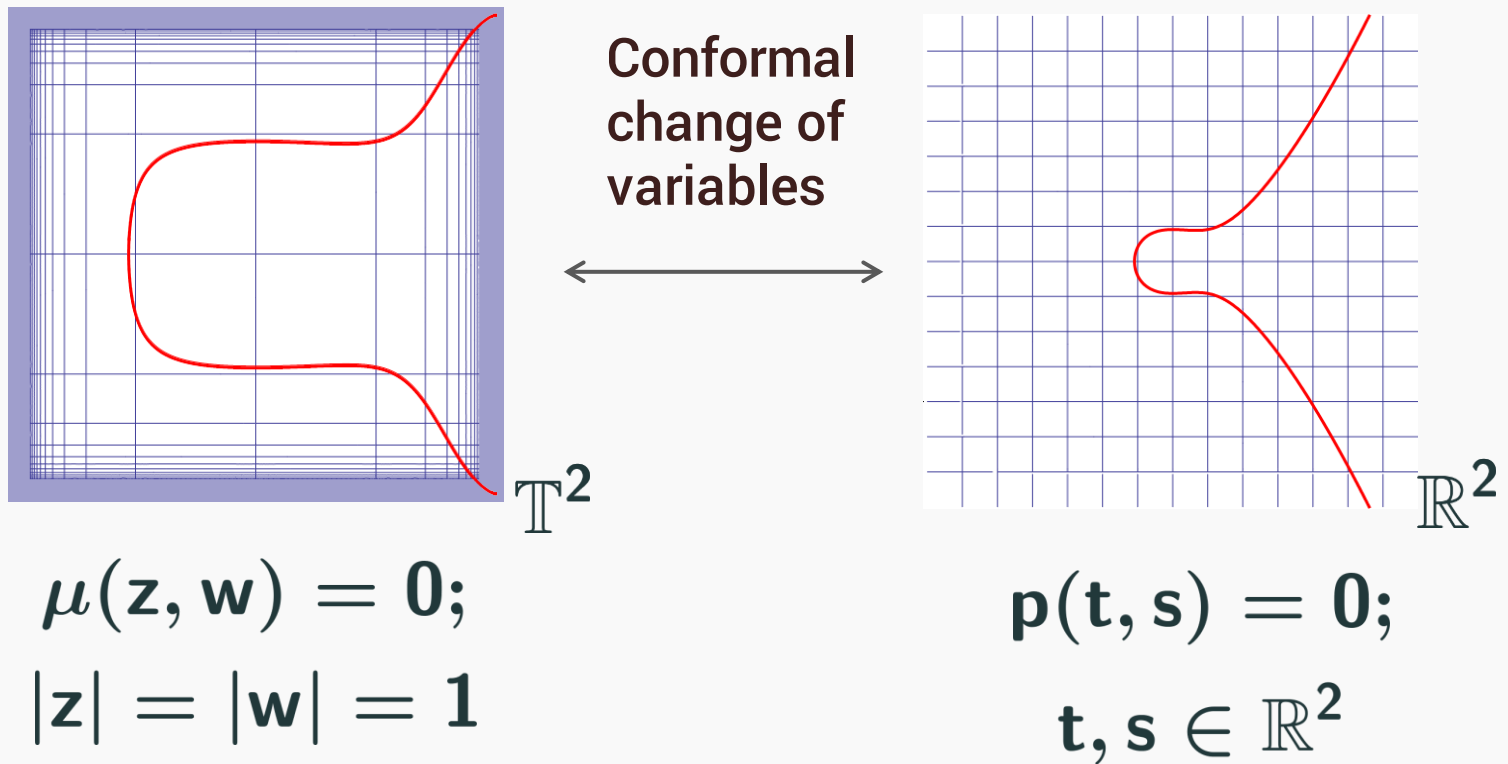 Conformal
change of
variables
𝕋²
ℝ²
μ(z, w) = 0;
|z| = |w| = 1
p(t, s) = 0;
t, s ∈ ℝ²